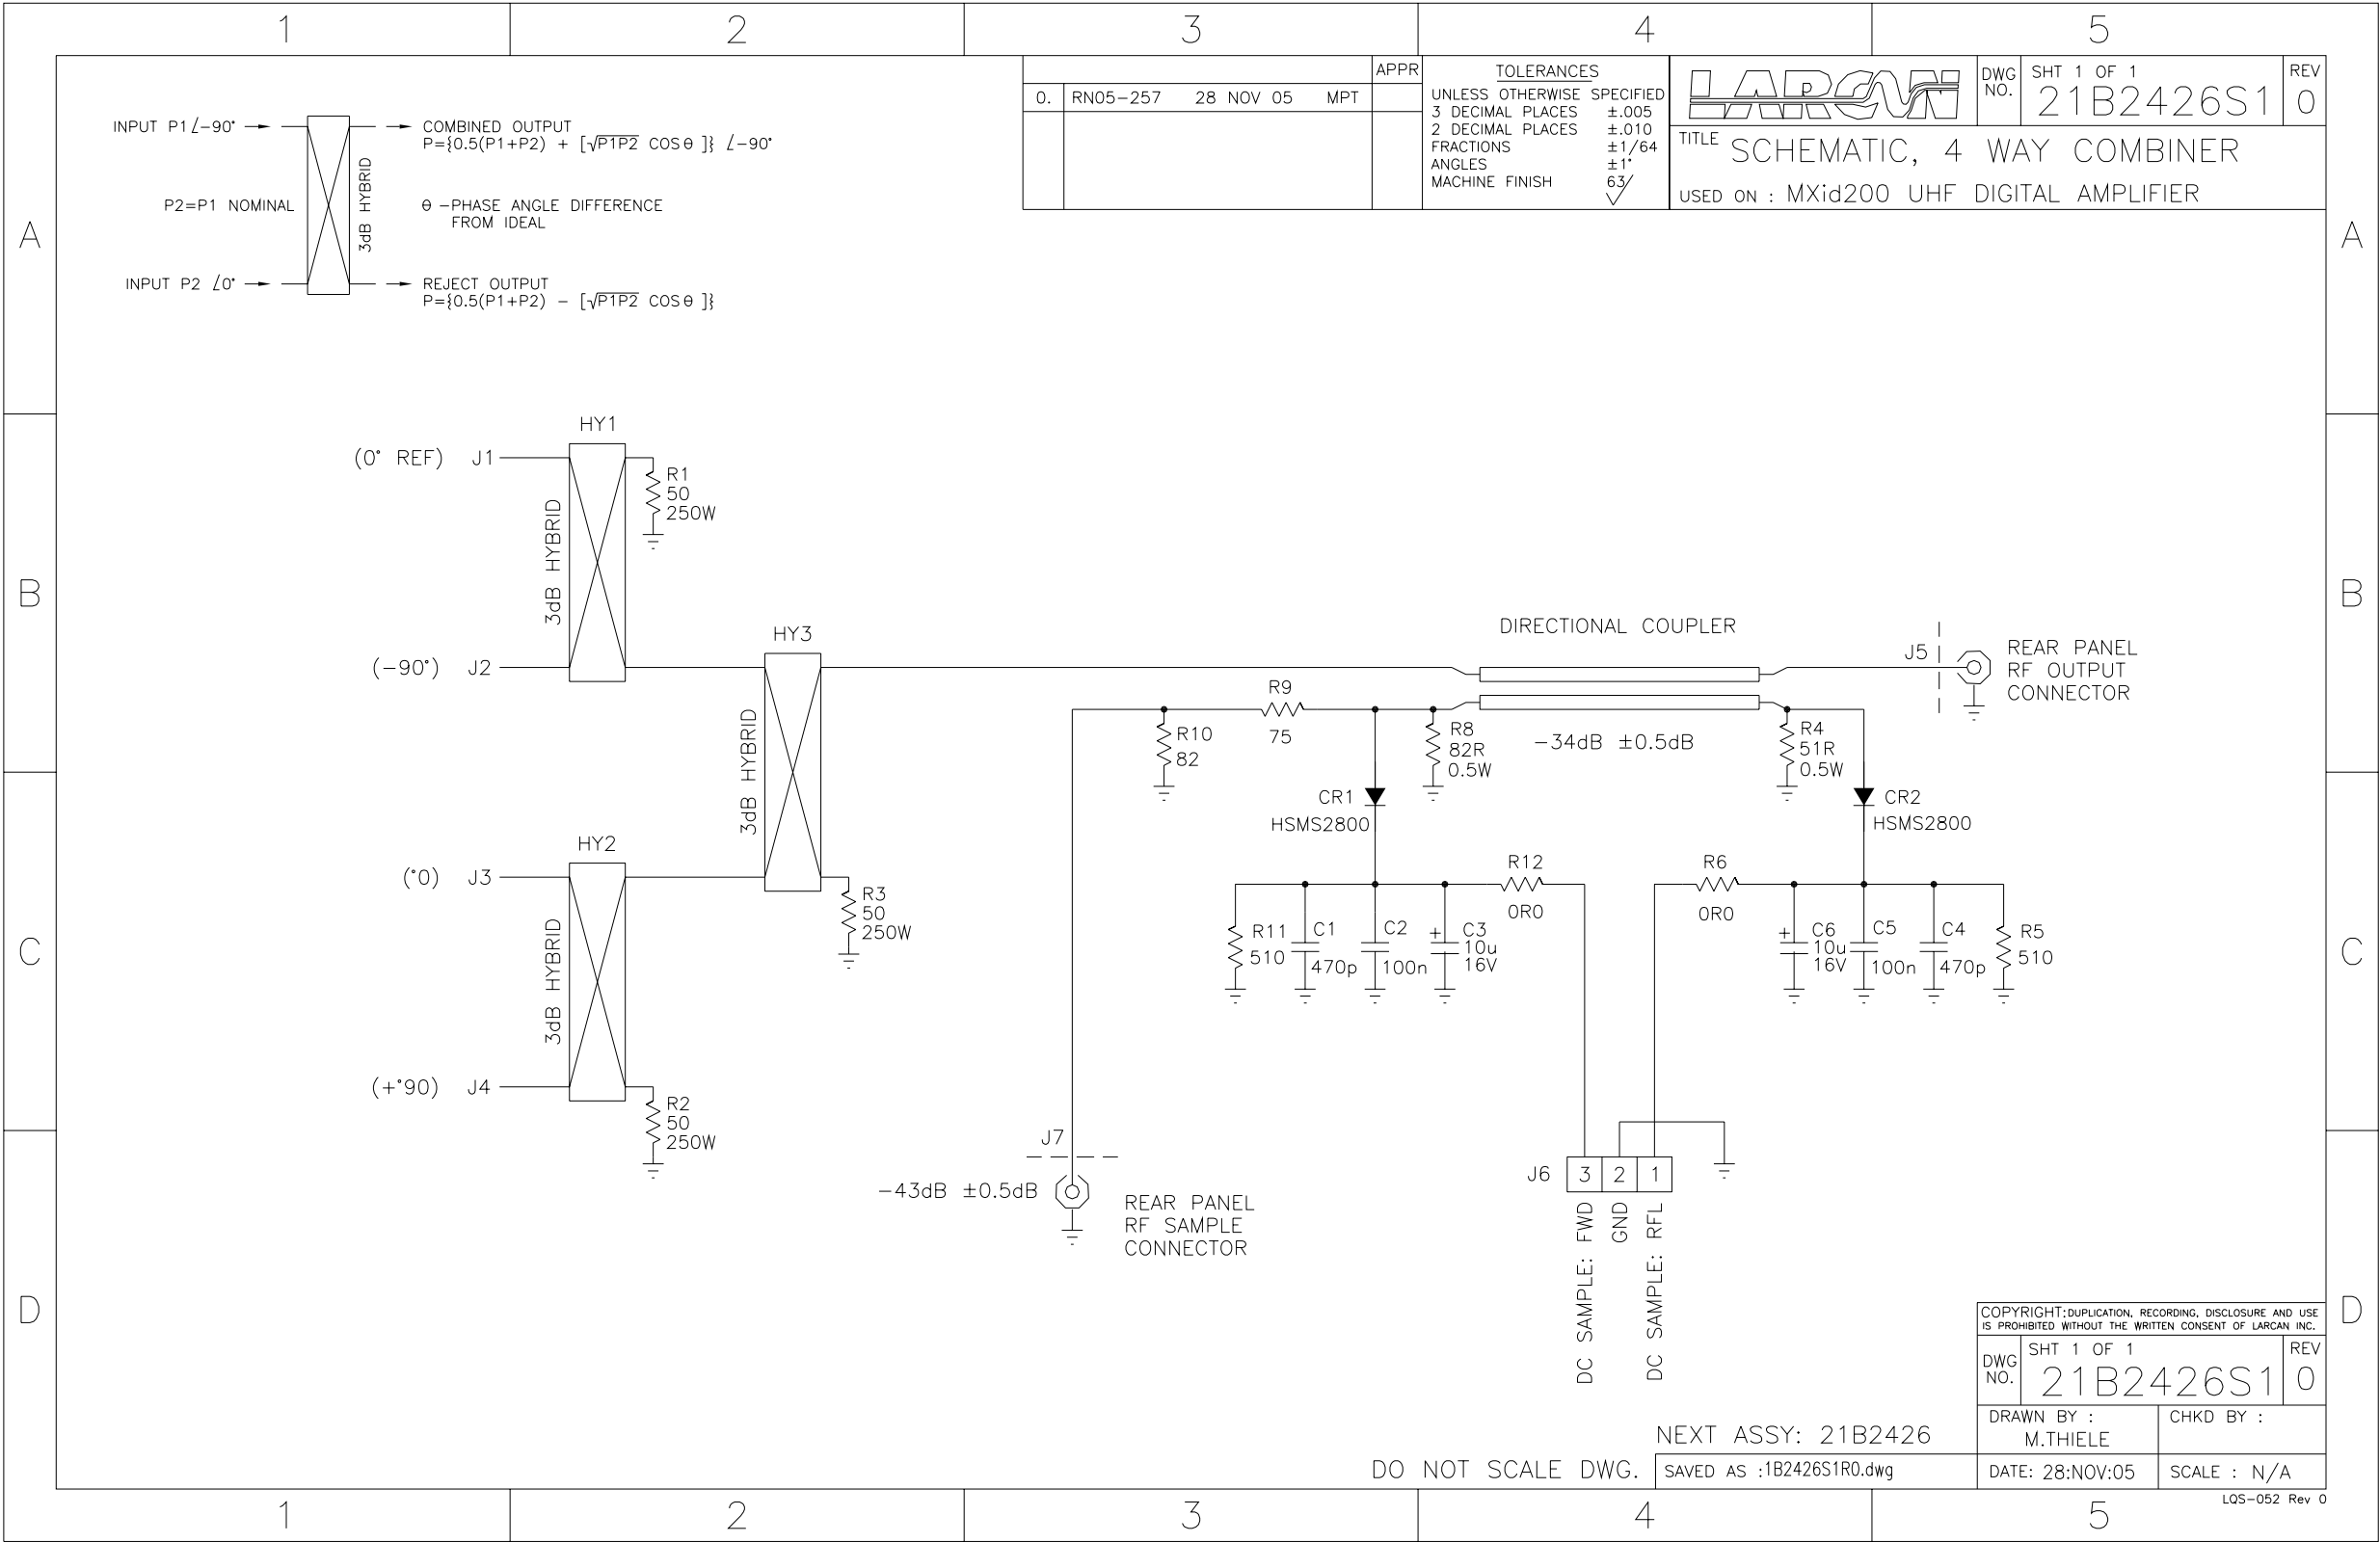 1 2 3 4 5
APPR
0. RN05-257 28 NOV 05 MPT
TOLERANCES
UNLESS OTHERWISE SPECIFIED
3 DECIMAL PLACES ±.005
2 DECIMAL PLACES ±.010
FRACTIONS ±1/64
ANGLES ±1°
MACHINE FINISH 63/
LARCAN
DWG NO.
SHT 1 OF 1
21B2426S1
REV
0
TITLE SCHEMATIC, 4 WAY COMBINER
USED ON : MXid200 UHF DIGITAL AMPLIFIER
INPUT P1∠-90°
COMBINED OUTPUT
P={0.5(P1+P2) + [√P1P2 COSθ ]} ∠-90°
P2=P1 NOMINAL
3dB HYBRID
θ -PHASE ANGLE DIFFERENCE
FROM IDEAL
INPUT P2 ∠0°
REJECT OUTPUT
P={0.5(P1+P2) - [√P1P2 COSθ ]}
A A
HY1
(0° REF) J1
R1
50
250W
3dB HYBRID
B B
(-90°) J2
HY3
3dB HYBRID
DIRECTIONAL COUPLER
J5
REAR PANEL
RF OUTPUT
CONNECTOR
R9
75
R10
82
R8
82R
0.5W
-34dB ±0.5dB
R4
51R
0.5W
CR1
HSMS2800
CR2
HSMS2800
HY2
(°0) J3
3dB HYBRID
R3
50
250W
R12
0R0
R6
0R0
R11
510
C1
470p
C2
100n
+ C3
10u
16V
+ C6
10u
16V
C5
100n
C4
470p
R5
510
C C
(+°90) J4
R2
50
250W
J7
-43dB ±0.5dB
REAR PANEL
RF SAMPLE
CONNECTOR
J6 3 2 1
DC SAMPLE: FWD
GND
DC SAMPLE: RFL
D D
COPYRIGHT:DUPLICATION, RECORDING, DISCLOSURE AND USE
IS PROHIBITED WITHOUT THE WRITTEN CONSENT OF LARCAN INC.
DWG NO.
SHT 1 OF 1
21B2426S1
REV
0
DRAWN BY :
M.THIELE
CHKD BY :
NEXT ASSY: 21B2426
DO NOT SCALE DWG.
SAVED AS :1B2426S1R0.dwg
DATE: 28:NOV:05
SCALE : N/A
LQS-052 Rev 0
1 2 3 4 5